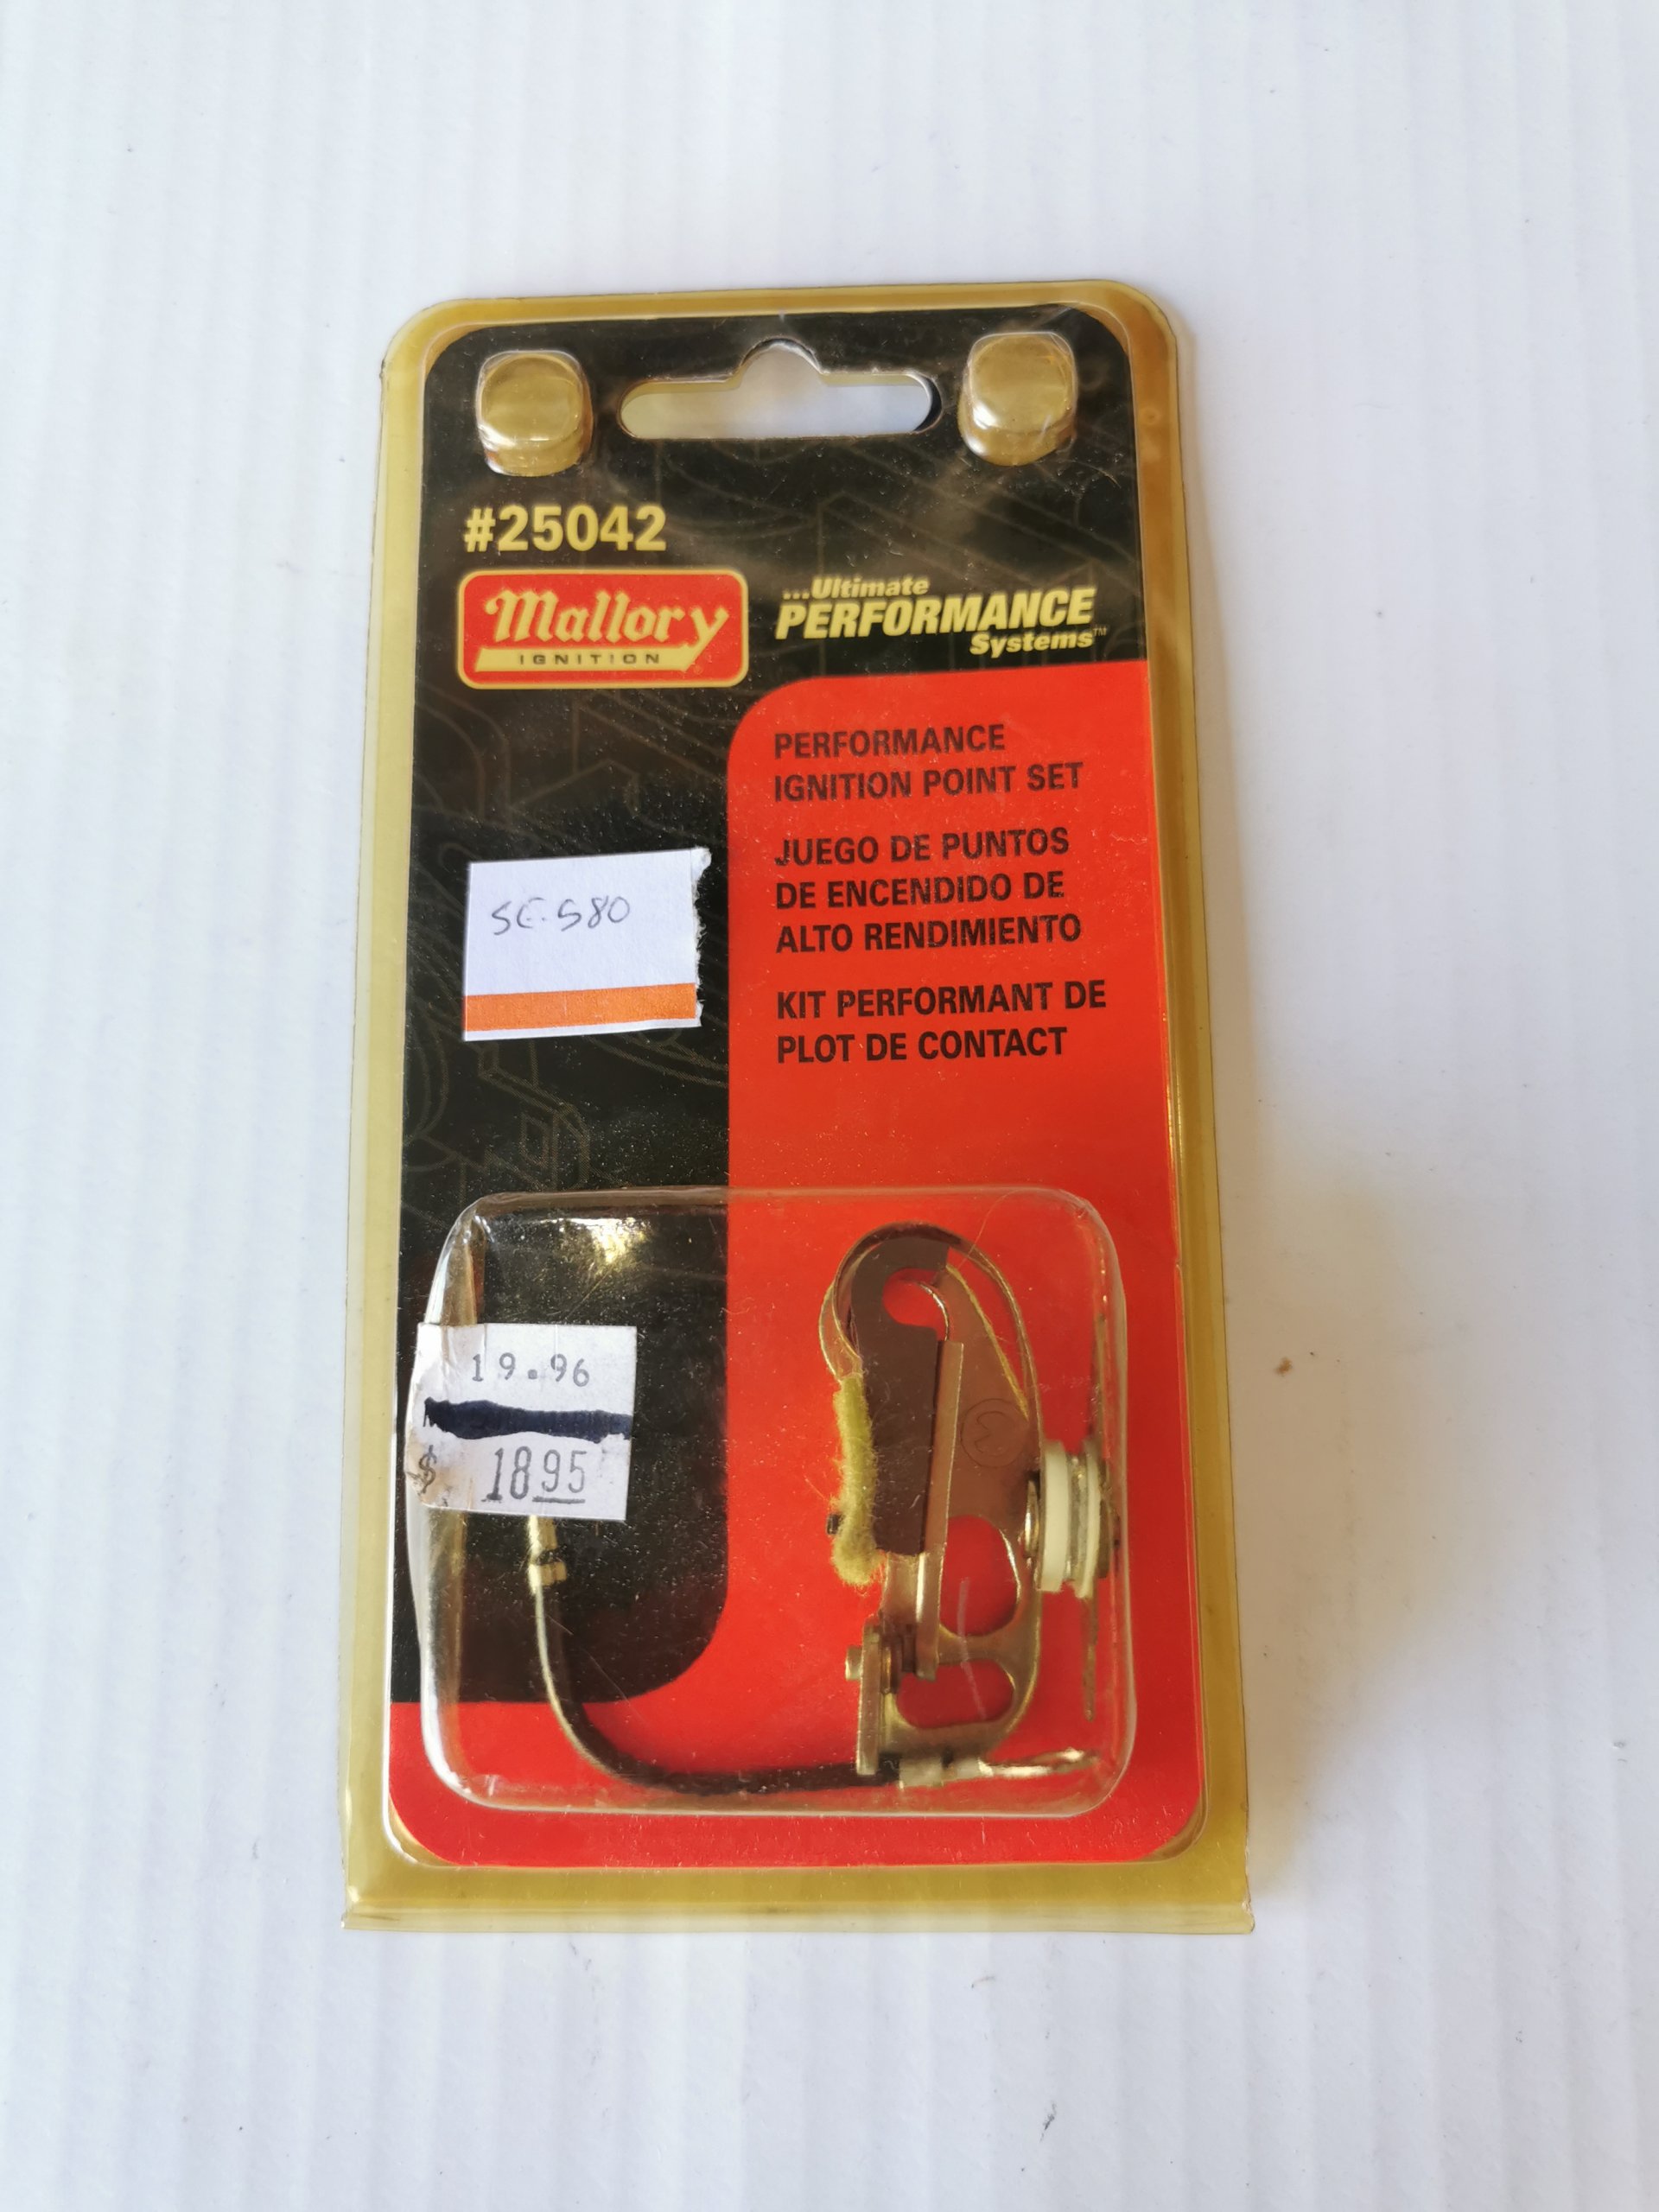 #25042
Mallory
IGNITION
...Ultimate
PERFORMANCE
Systems™
PERFORMANCE
IGNITION POINT SET
JUEGO DE PUNTOS
DE ENCENDIDO DE
ALTO RENDIMIENTO
KIT PERFORMANT DE
PLOT DE CONTACT
580
19.96
$ 1895